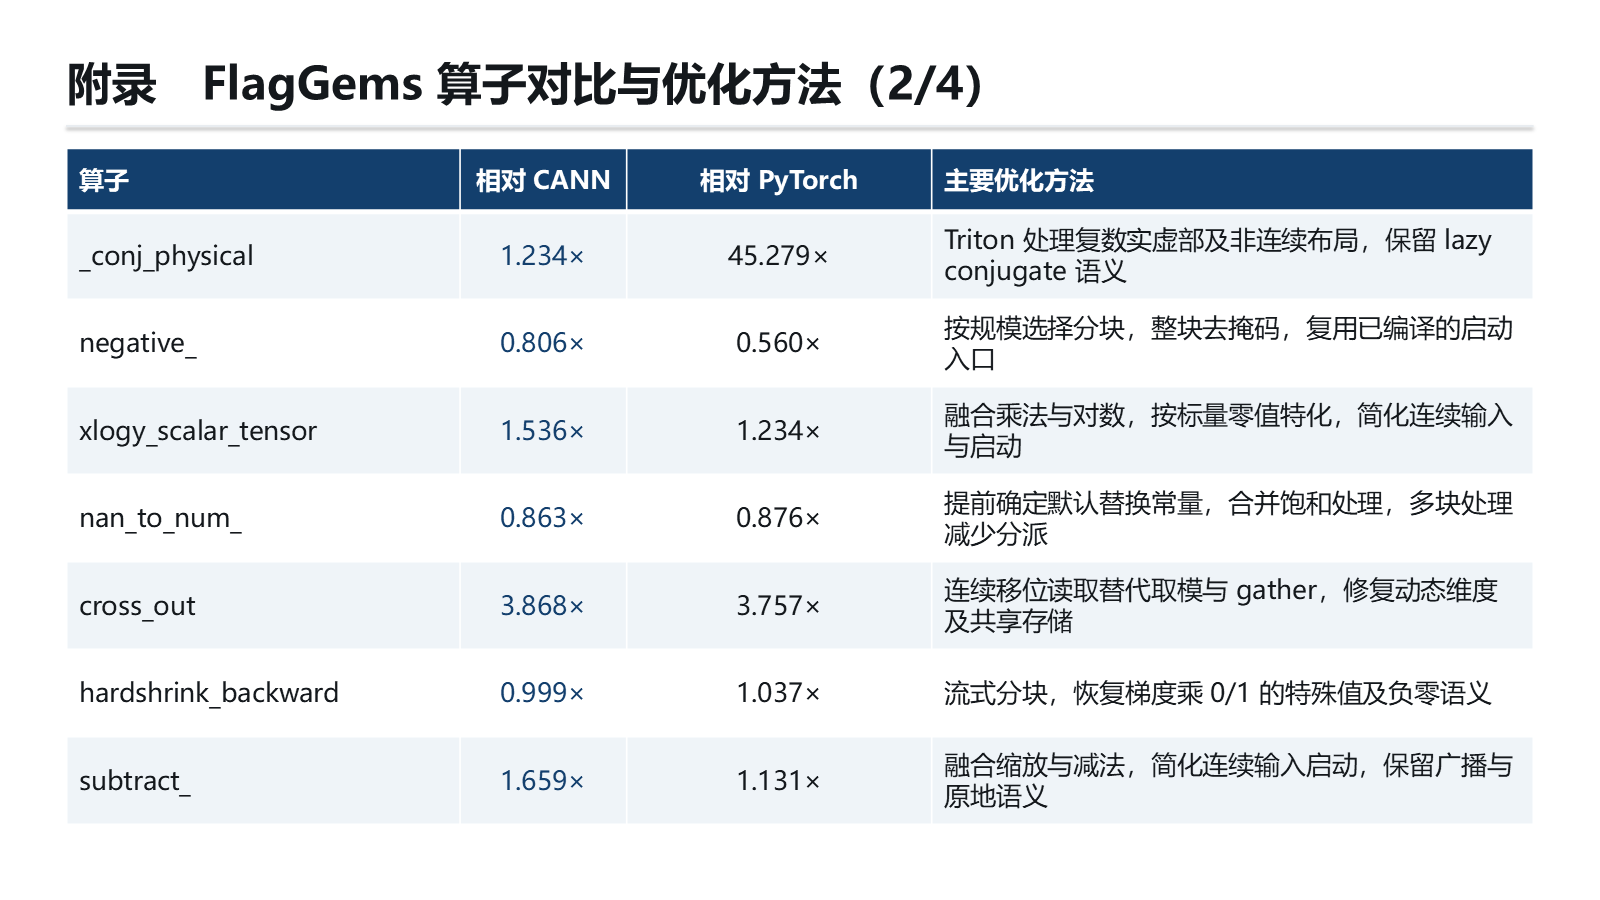 附录 FlagGems 算子对比与优化方法（2/4）
算子 相对 CANN 相对 PyTorch 主要优化方法
_conj_physical 1.234× 45.279× Triton 处理复数实虚部及非连续布局，保留 lazy
conjugate 语义
negative_ 0.806× 0.560× 按规模选择分块，整块去掩码，复用已编译的启动
入口
xlogy_scalar_tensor 1.536× 1.234× 融合乘法与对数，按标量零值特化，简化连续输入
与启动
nan_to_num_ 0.863× 0.876× 提前确定默认替换常量，合并饱和处理，多块处理
减少分派
cross_out 3.868× 3.757× 连续移位读取替代取模与 gather，修复动态维度
及共享存储
hardshrink_backward 0.999× 1.037× 流式分块，恢复梯度乘 0/1 的特殊值及负零语义
subtract_ 1.659× 1.131× 融合缩放与减法，简化连续输入启动，保留广播与
原地语义